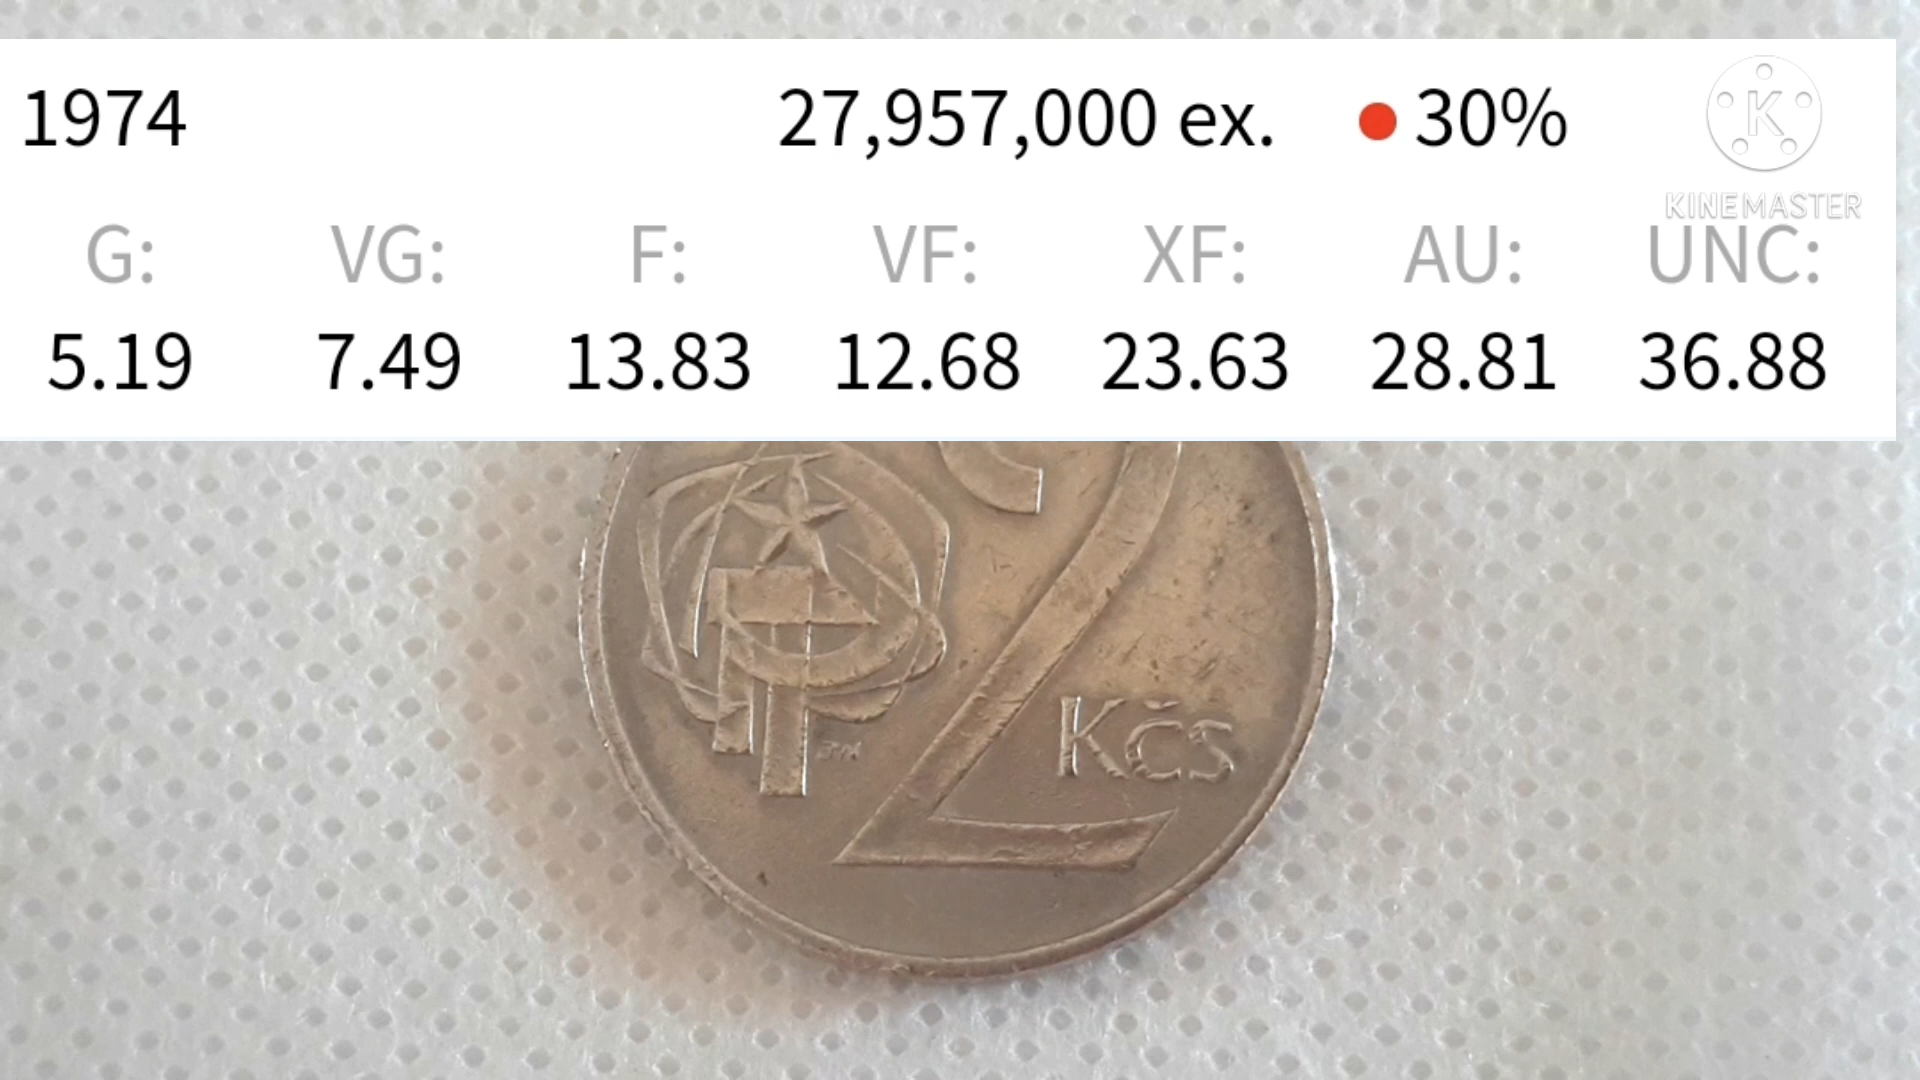 1974 27,957,000 ex. 30%
K
KINEMASTER
G: VG: F: VF: XF: AU: UNC:
5.19 7.49 13.83 12.68 23.63 28.81 36.88
2
Kčs